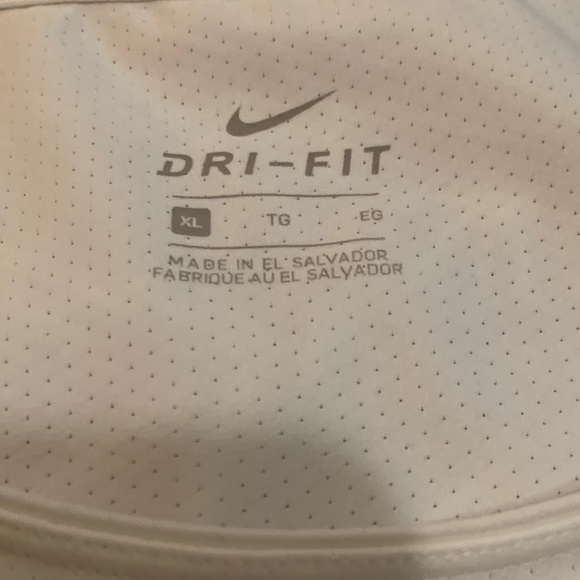 DRI-FIT
XL TG EG
MADE IN EL SALVADOR
FABRIQUE AU EL SALVADOR